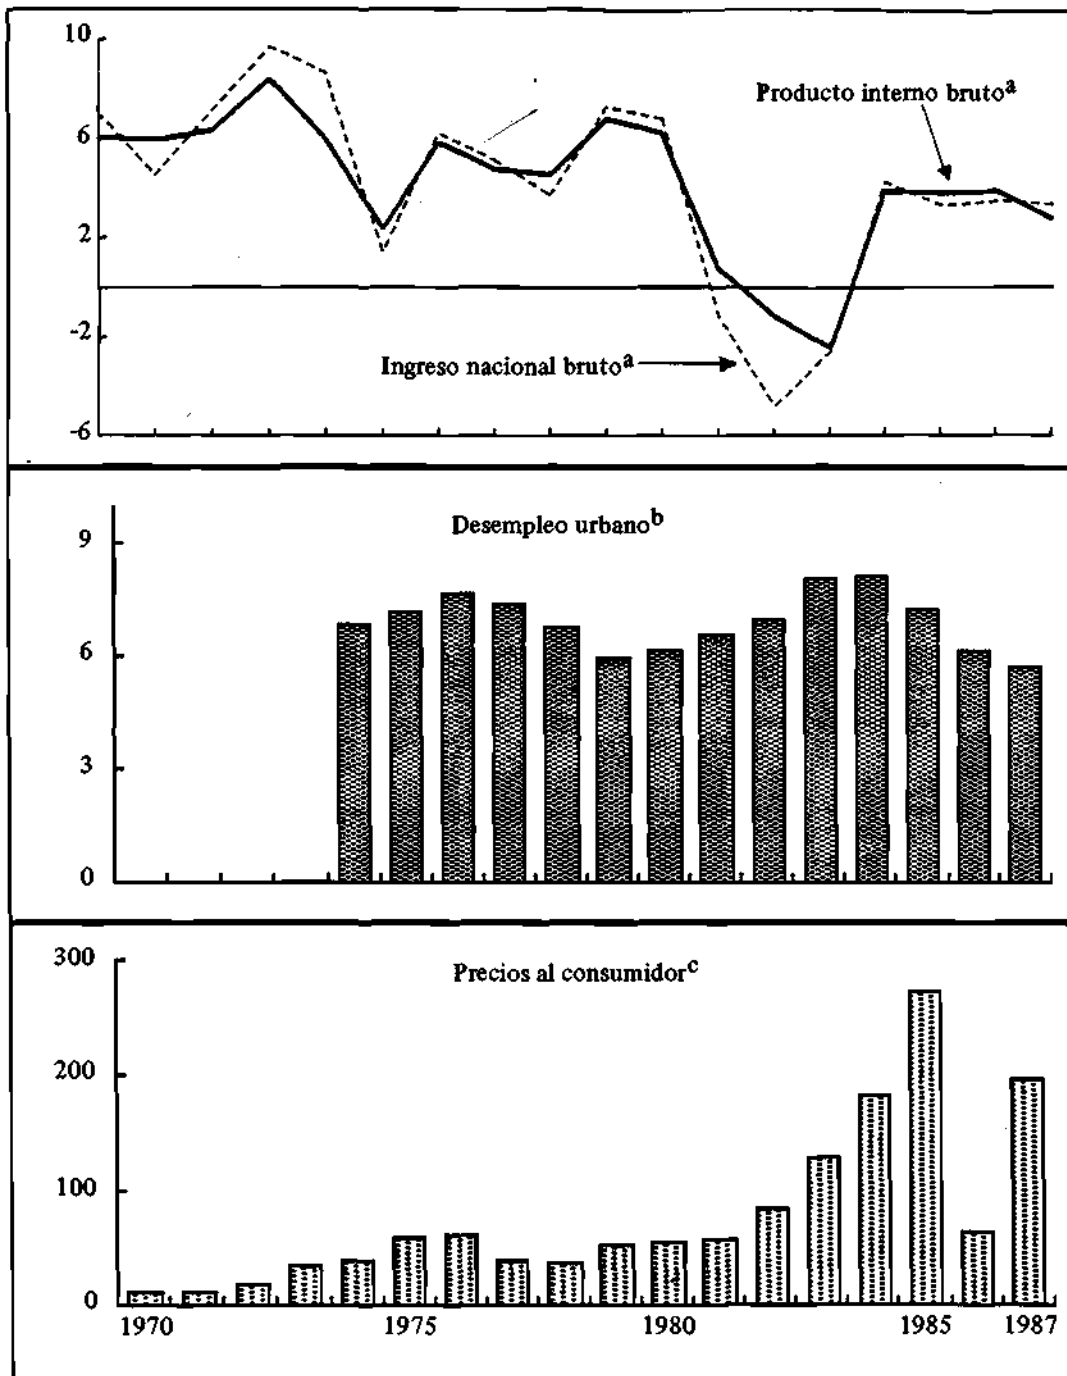 10
6
2
-2
-6
Producto interno bruto^a
Ingreso nacional bruto^a
Desempleo urbano^b
9
6
3
0
Precios al consumidor^c
300
200
100
0
1970 1975 1980 1985 1987